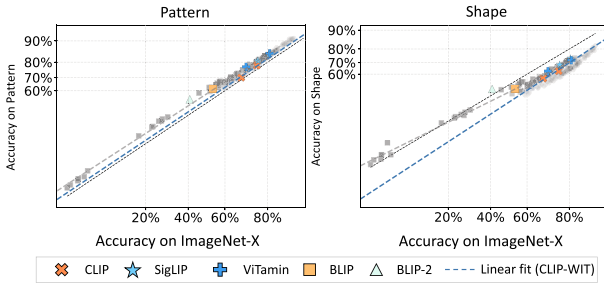 Pattern
90%
80%
70%
60%
Accuracy on Pattern
20% 40% 60% 80%
Accuracy on ImageNet-X
Shape
90%
80%
70%
60%
Accuracy on Shape
20% 40% 60% 80%
Accuracy on ImageNet-X
CLIP SigLIP ViTamin BLIP BLIP-2 Linear fit (CLIP-WIT)